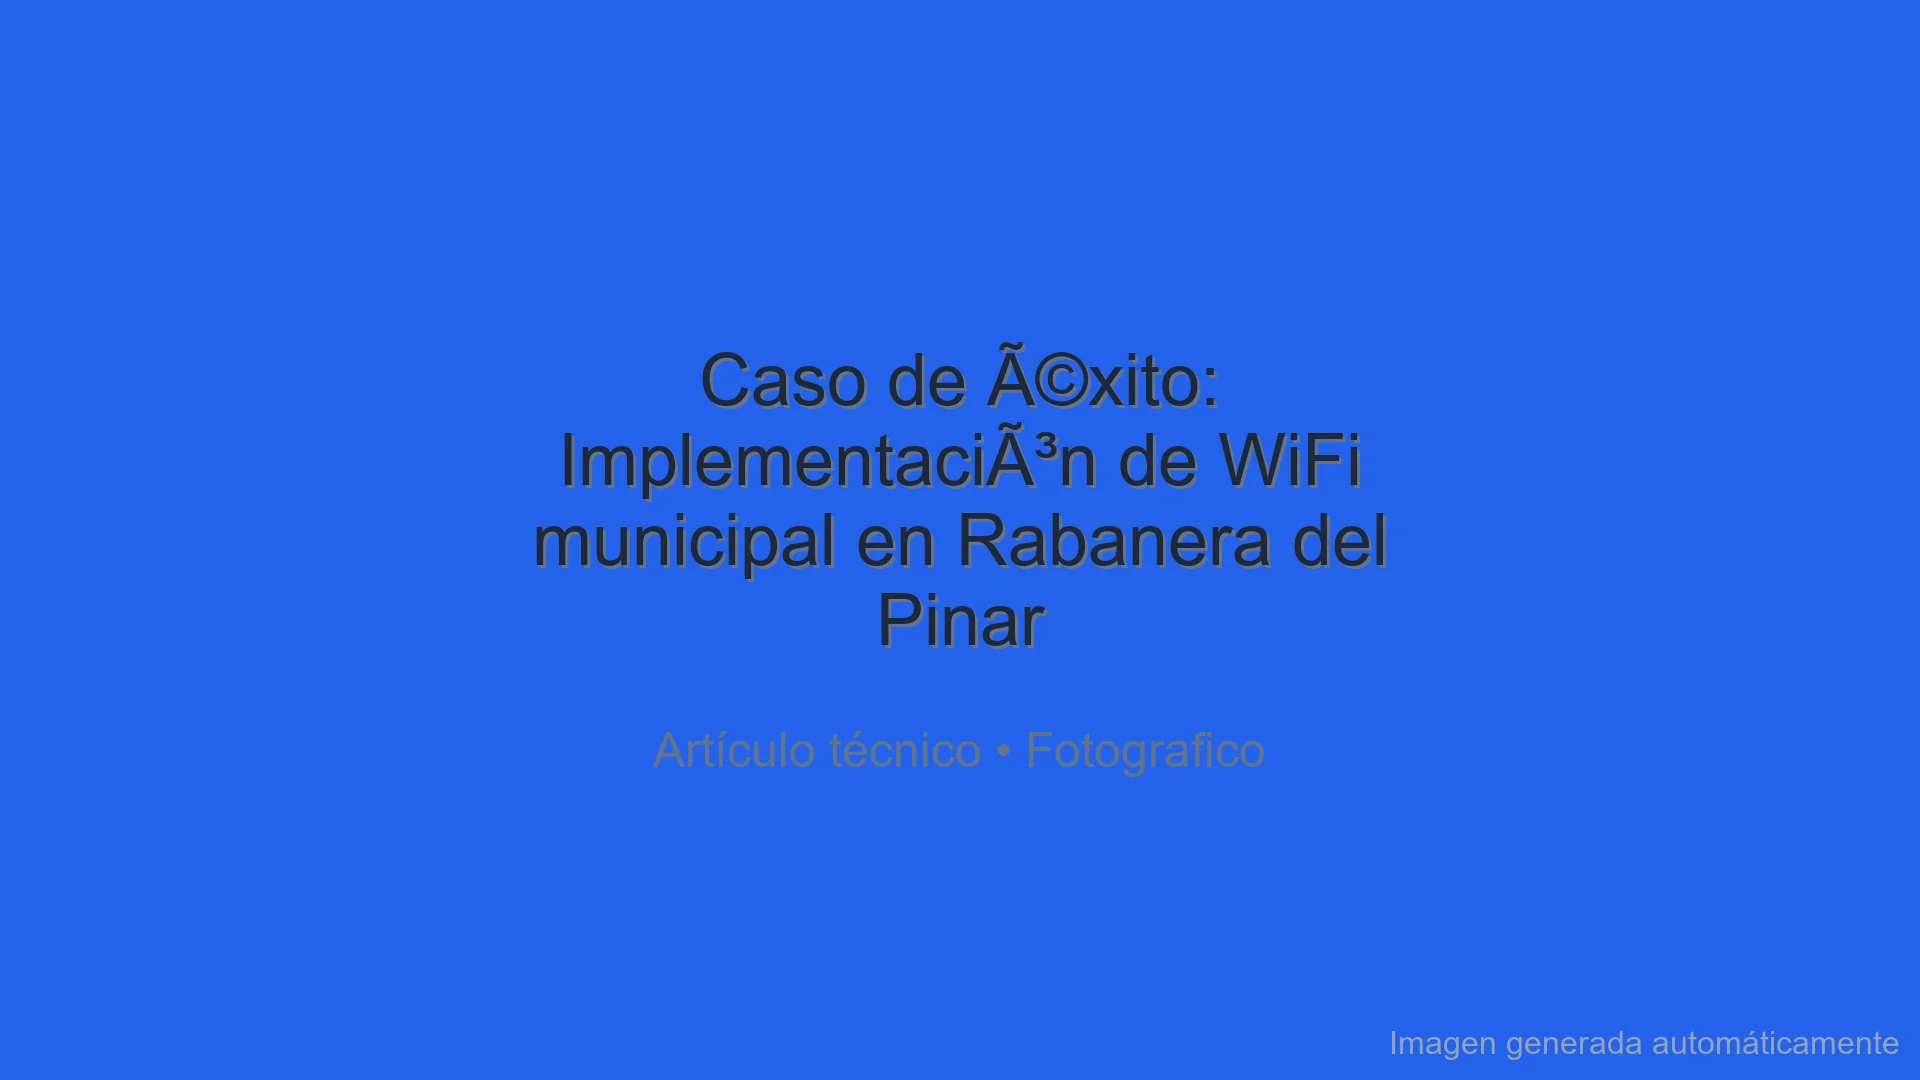 Caso de Ã©xito:
ImplementaciÃ³n de WiFi
municipal en Rabanera del
Pinar
Artículo técnico • Fotografico
Imagen generada automáticamente